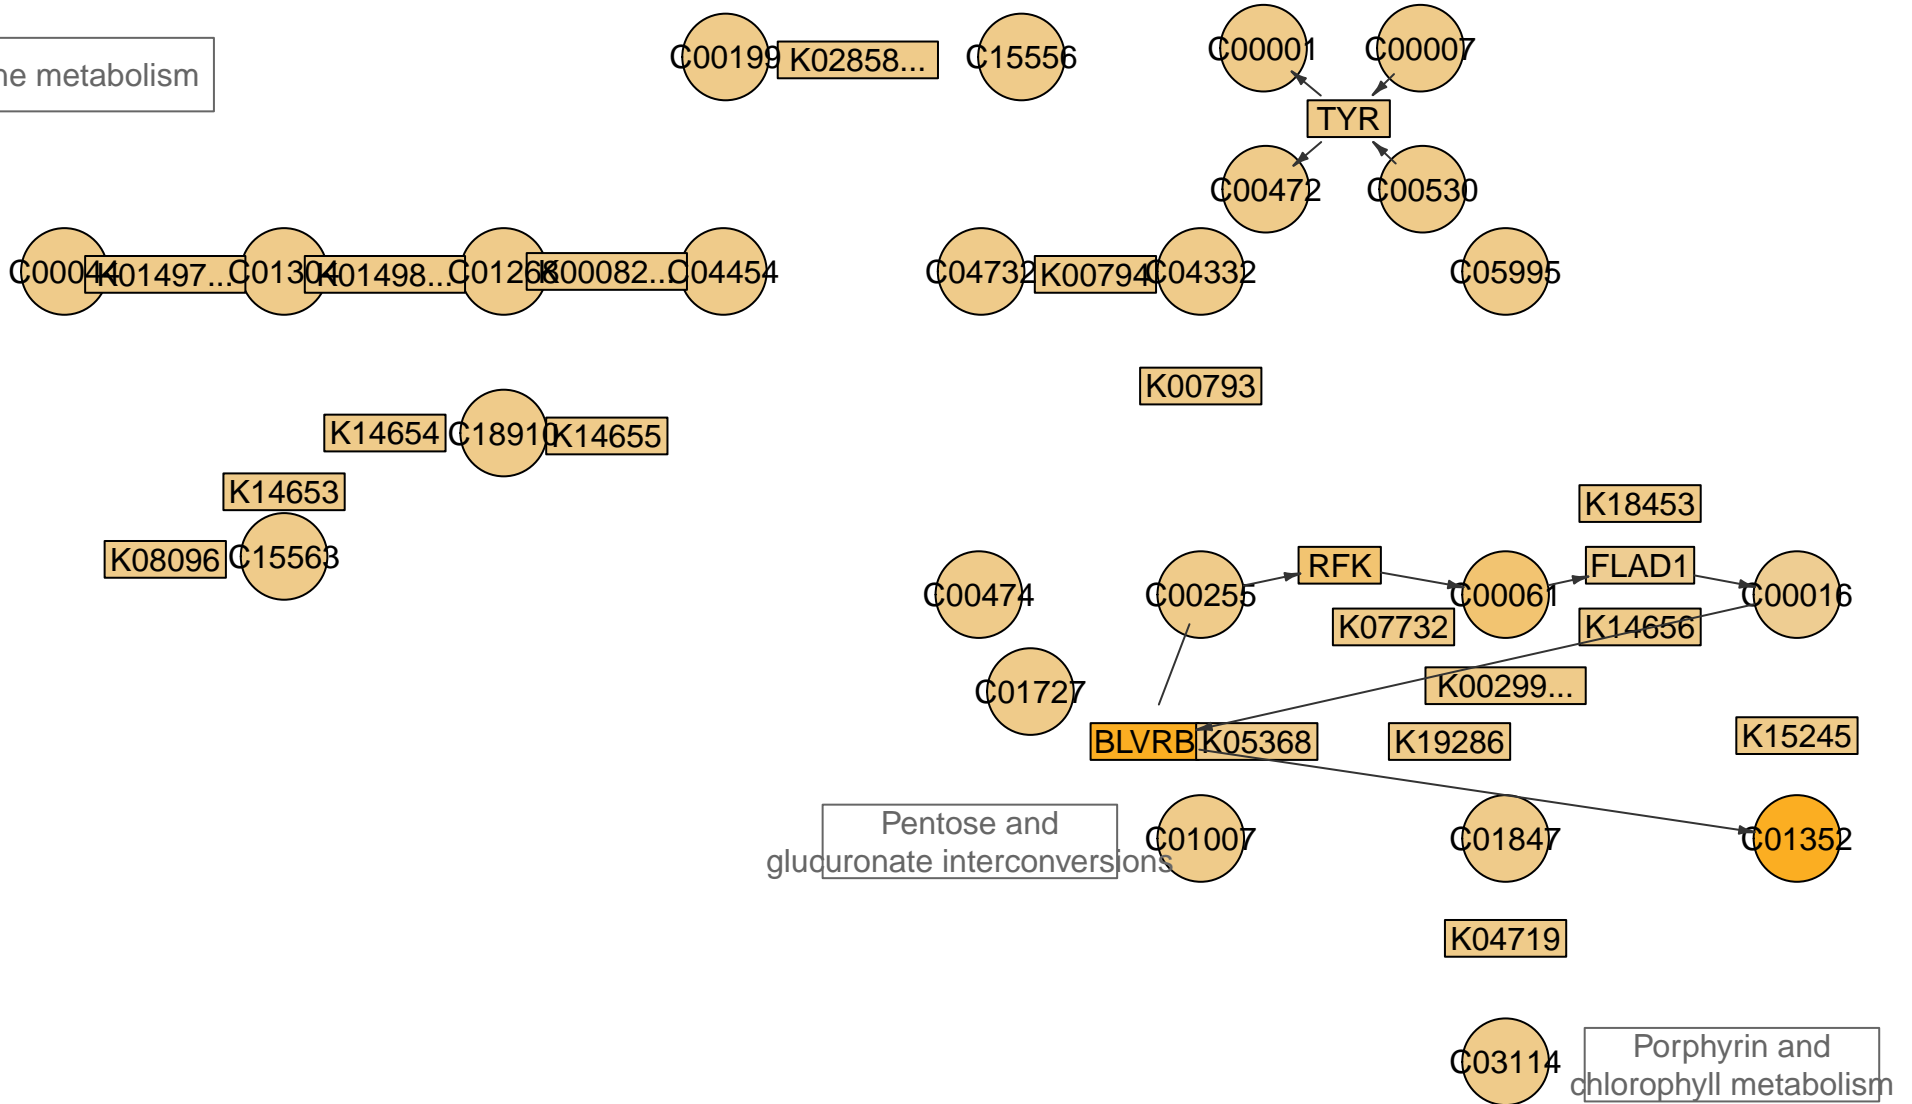 ne metabolism
C00199
K02858...
C15556
C00001
C00007
TYR
C00472
C00530
C00044
K01497...
C01304
K01498...
C01268
K00082...
C04454
C04732
K00794
C04332
C05995
K00793
K14654
C18910
K14655
K14653
K08096
C15563
K18453
C00474
C00255
RFK
C00061
FLAD1
C00016
K07732
K14656
C01727
K00299...
BLVRB
K05368
K19286
K15245
Pentose and
glucuronate interconversions
C01007
C01847
C01352
K04719
C03114
Porphyrin and
chlorophyll metabolism